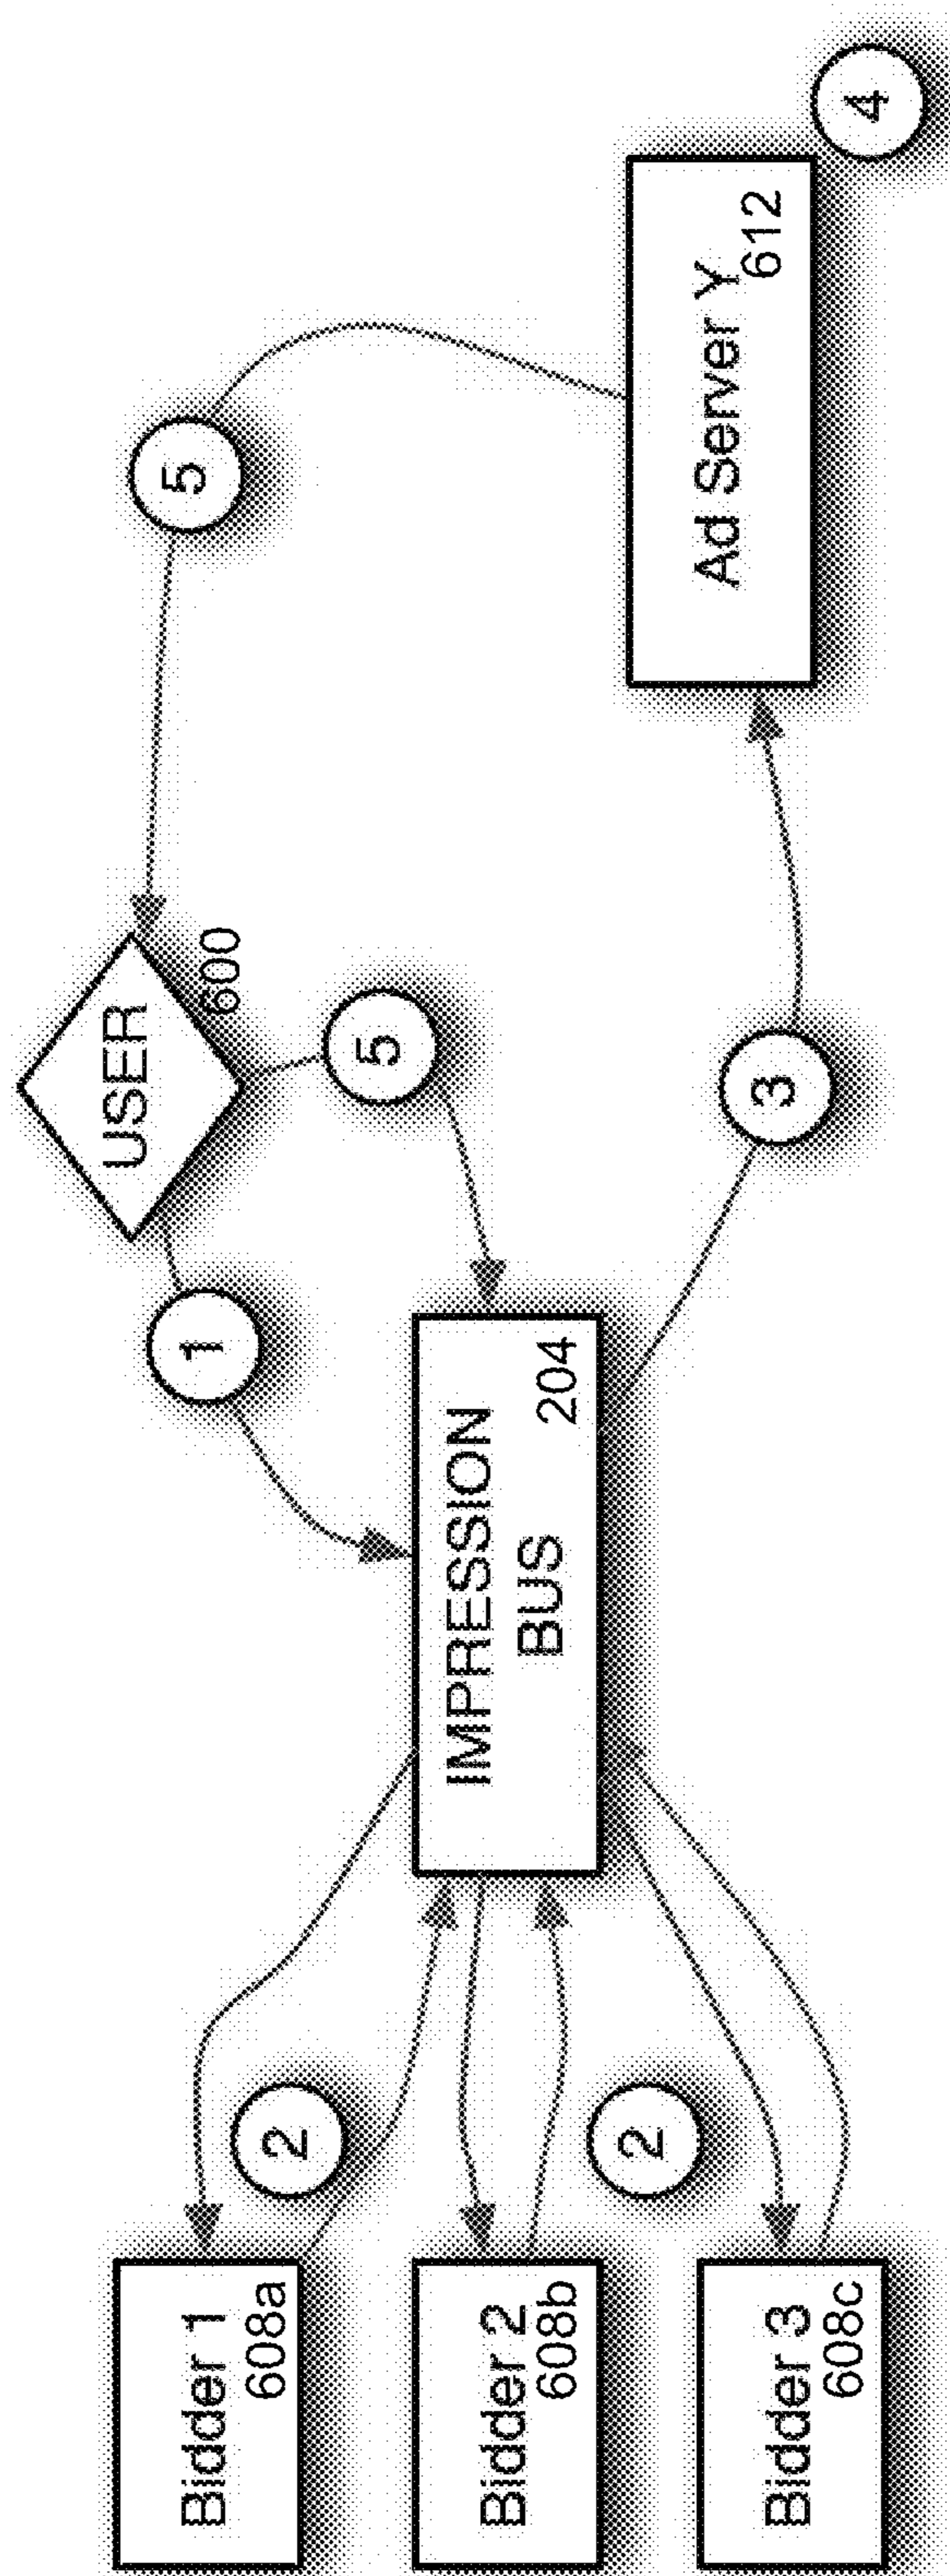 USER
600
1
5
5
Bidder 1
608a
2
IMPRESSION
BUS
204
Bidder 2
608b
2
Bidder 3
608c
3
Ad Server Y
612
4